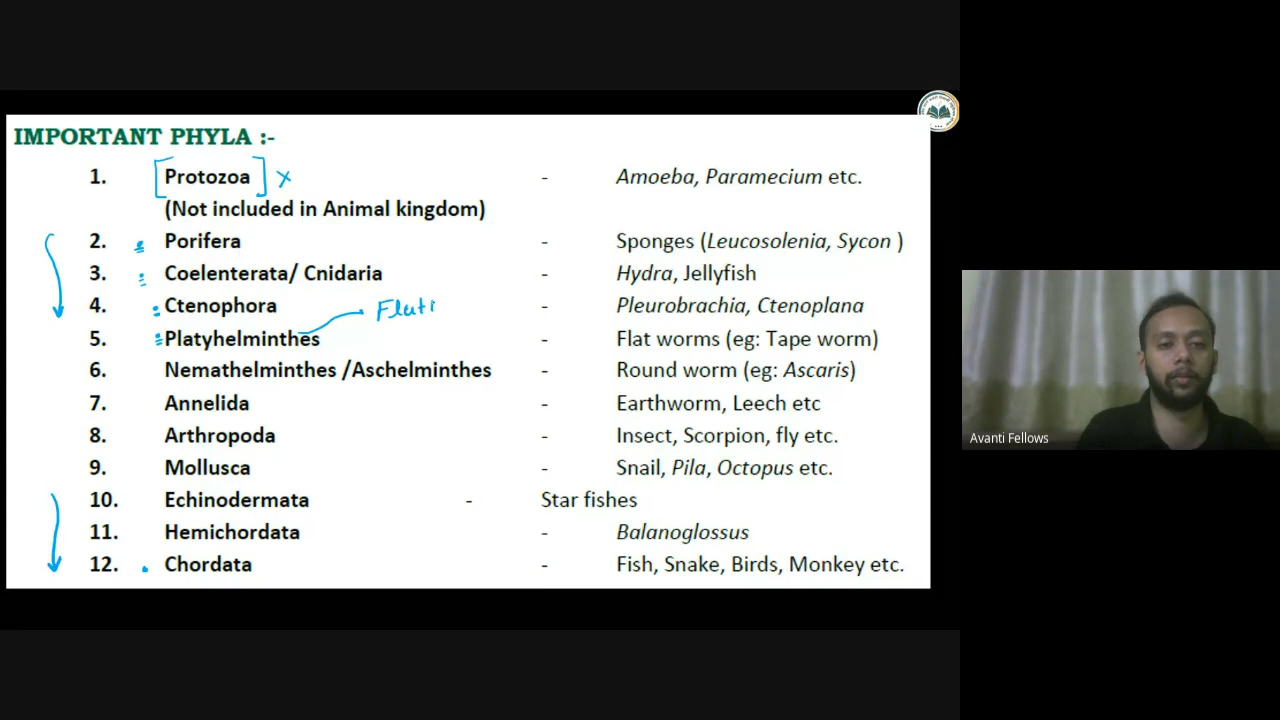 IMPORTANT PHYLA :-
1. [Protozoa] x - Amoeba, Paramecium etc.
(Not included in Animal kingdom)
2. Porifera - Sponges (Leucosolenia, Sycon )
3. Coelenterata/ Cnidaria - Hydra, Jellyfish
4. Ctenophora - Pleurobrachia, Ctenoplana
Flat
5. Platyhelminthes - Flat worms (eg: Tape worm)
6. Nemathelminthes /Aschelminthes - Round worm (eg: Ascaris)
7. Annelida - Earthworm, Leech etc
8. Arthropoda - Insect, Scorpion, fly etc.
9. Mollusca - Snail, Pila, Octopus etc.
10. Echinodermata - Star fishes
11. Hemichordata - Balanoglossus
12. Chordata - Fish, Snake, Birds, Monkey etc.
Avanti Fellows